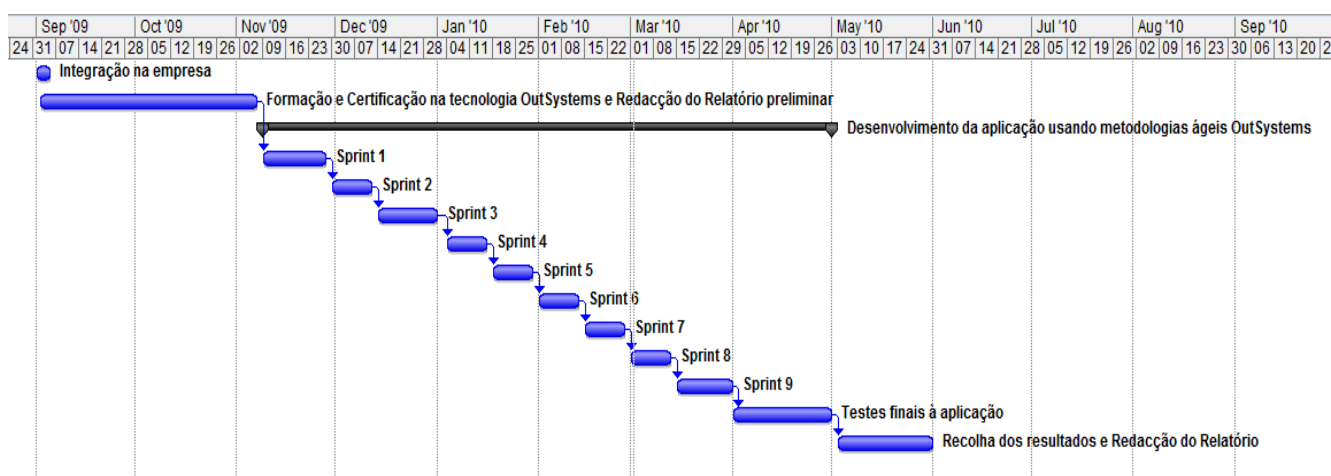 Sep '09 Oct '09 Nov '09 Dec '09 Jan '10 Feb '10 Mar '10 Apr '10 May '10 Jun '10 Jul '10 Aug '10 Sep '10
24 31 07 14 21 28 05 12 19 26 02 09 16 23 30 07 14 21 28 04 11 18 25 01 08 15 22 01 08 15 22 29 05 12 19 26 03 10 17 24 31 07 14 21 28 05 12 19 26 02 09 16 23 30 06 13 20
Integração na empresa
Formação e Certificação na tecnologia OutSystems e Redacção do Relatório preliminar
Desenvolvimento da aplicação usando metodologias ágeis OutSystems
Sprint 1
Sprint 2
Sprint 3
Sprint 4
Sprint 5
Sprint 6
Sprint 7
Sprint 8
Sprint 9
Testes finais à aplicação
Recolha dos resultados e Redacção do Relatório